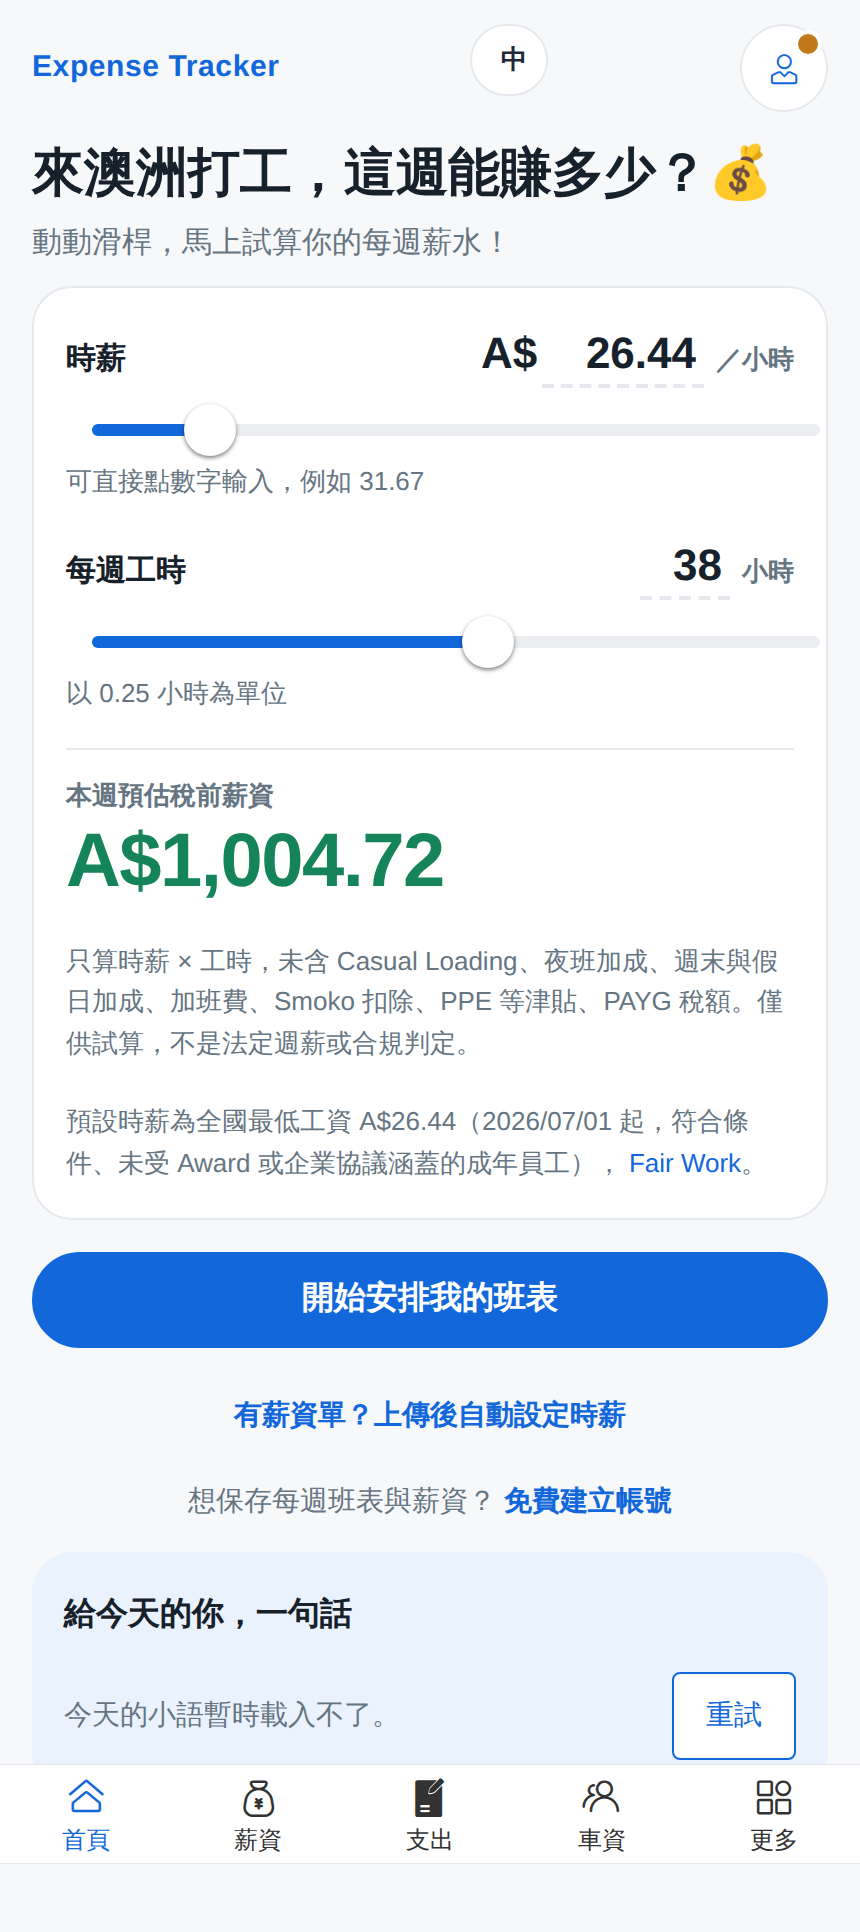 Expense Tracker
中
來澳洲打工，這週能賺多少？💰
動動滑桿，馬上試算你的每週薪水！
時薪 A$ 26.44 ／小時
可直接點數字輸入，例如 31.67
每週工時 38 小時
以 0.25 小時為單位
本週預估稅前薪資
A$1,004.72
只算時薪 × 工時，未含 Casual Loading、夜班加成、週末與假
日加成、加班費、Smoko 扣除、PPE 等津貼、PAYG 稅額。僅
供試算，不是法定週薪或合規判定。
預設時薪為全國最低工資 A$26.44（2026/07/01 起，符合條
件、未受 Award 或企業協議涵蓋的成年員工）， Fair Work。
開始安排我的班表
有薪資單？上傳後自動設定時薪
想保存每週班表與薪資？ 免費建立帳號
給今天的你，一句話
今天的小語暫時載入不了。 重試
首頁 薪資 支出 車資 更多